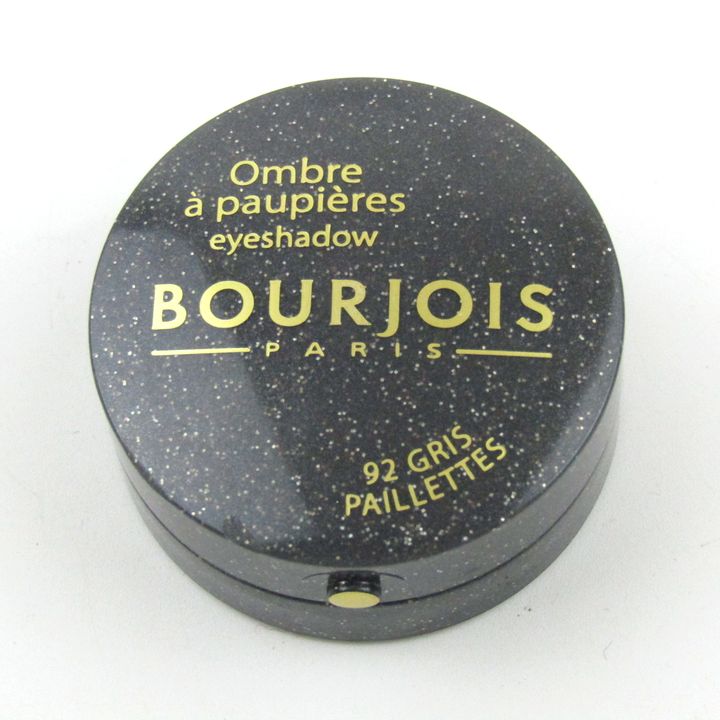 Ombre
à paupières
eyeshadow
BOURJOIS
PARIS
92 GRIS
PAILLETTES